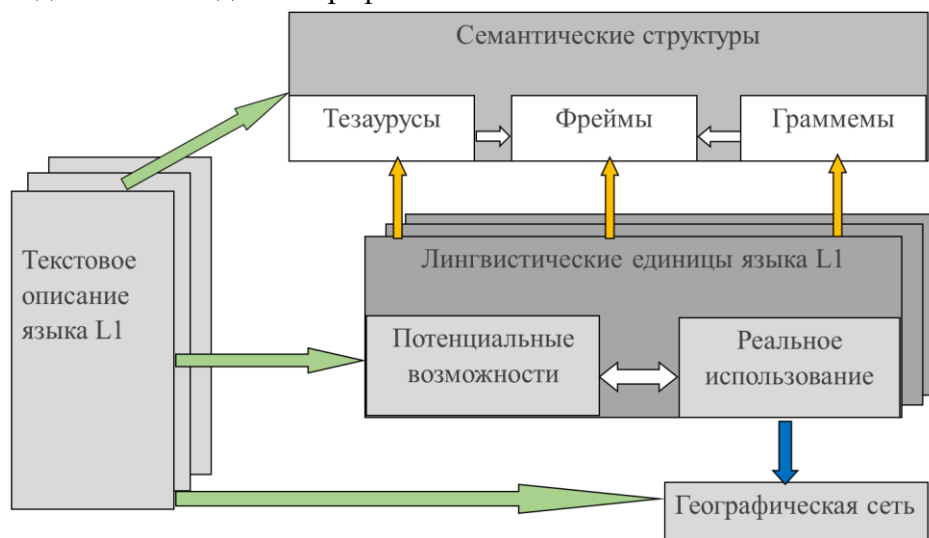 Семантические структуры
Тезаурусы
Фреймы
Граммемы
Текстовое
описание
языка L1
Лингвистические единицы языка L1
Потенциальные
возможности
Реальное
использование
Географическая сеть